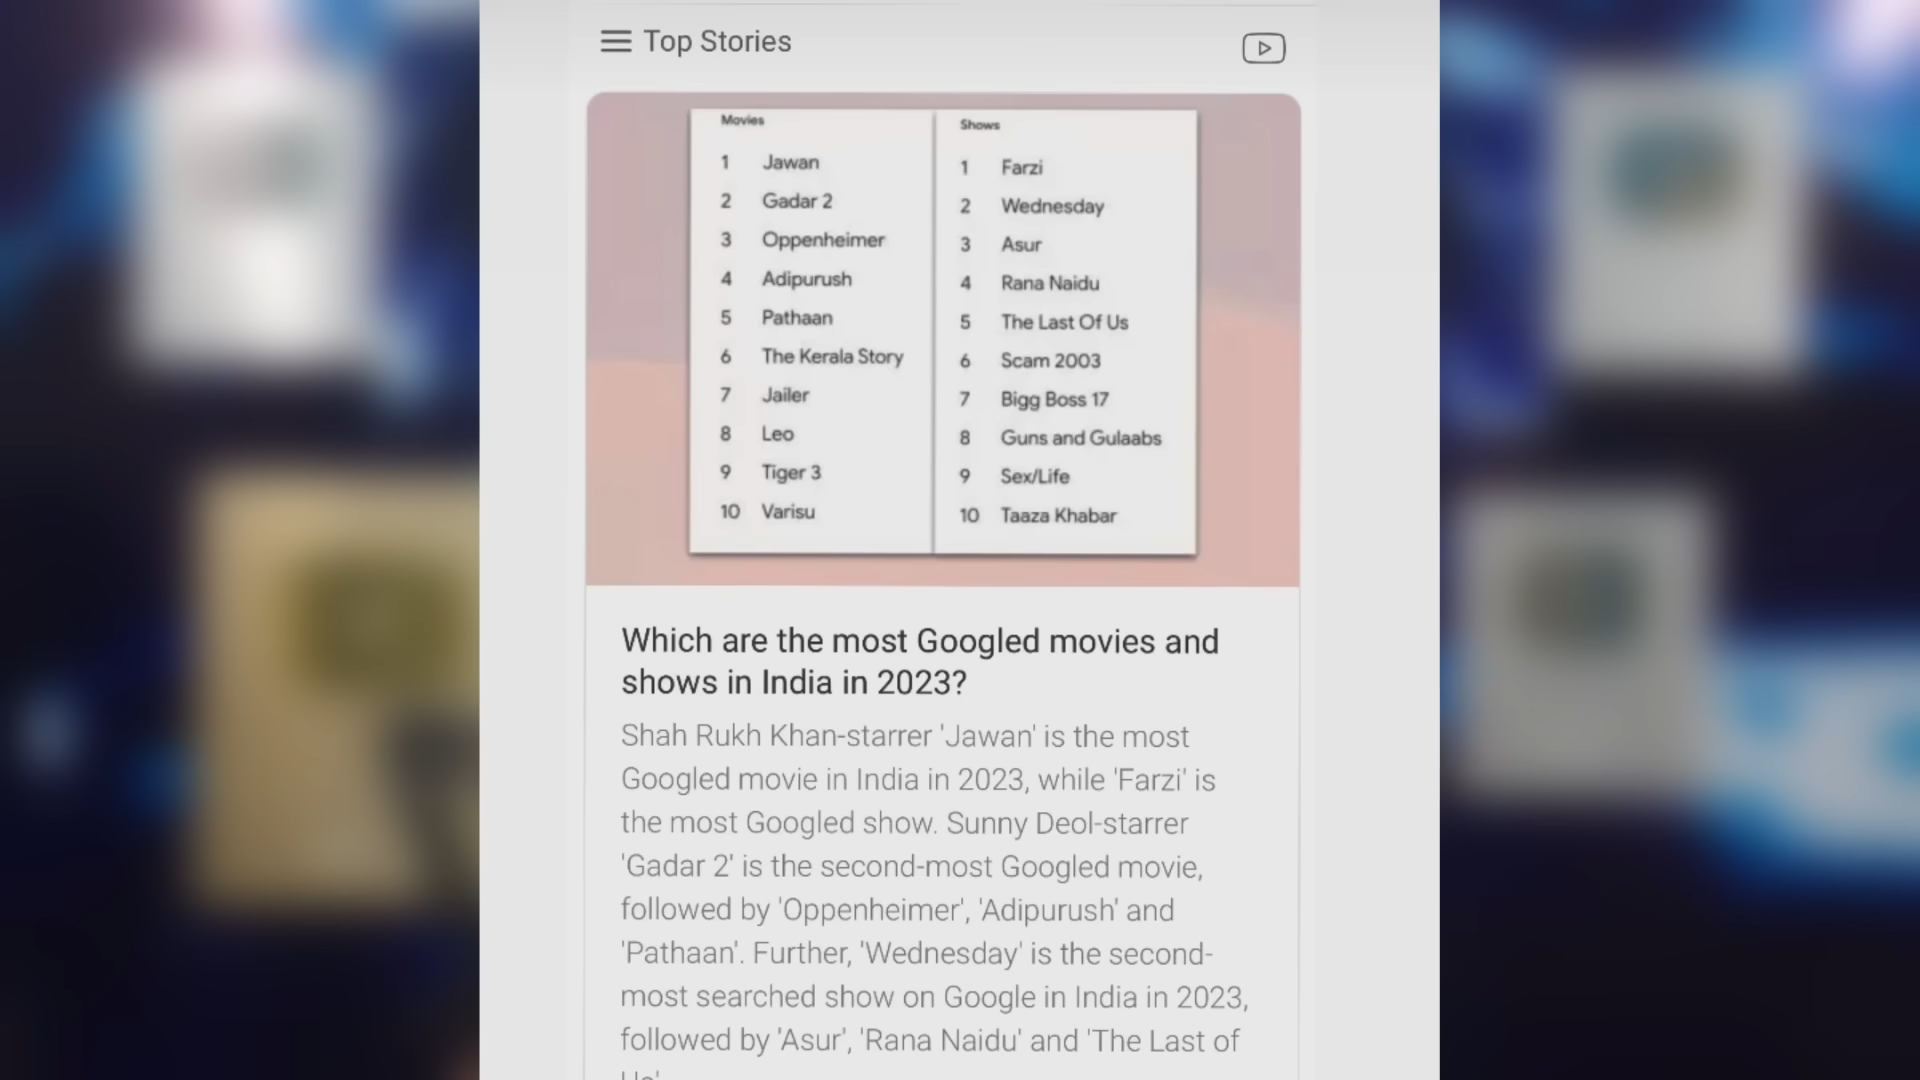 Top Stories
Movies
1 Jawan
2 Gadar 2
3 Oppenheimer
4 Adipurush
5 Pathaan
6 The Kerala Story
7 Jailer
8 Leo
9 Tiger 3
10 Varisu
Shows
1 Farzi
2 Wednesday
3 Asur
4 Rana Naidu
5 The Last Of Us
6 Scam 2003
7 Bigg Boss 17
8 Guns and Gulaabs
9 Sex/Life
10 Taaza Khabar
Which are the most Googled movies and
shows in India in 2023?
Shah Rukh Khan-starrer 'Jawan' is the most
Googled movie in India in 2023, while 'Farzi' is
the most Googled show. Sunny Deol-starrer
'Gadar 2' is the second-most Googled movie,
followed by 'Oppenheimer', 'Adipurush' and
'Pathaan'. Further, 'Wednesday' is the second-
most searched show on Google in India in 2023,
followed by 'Asur', 'Rana Naidu' and 'The Last of